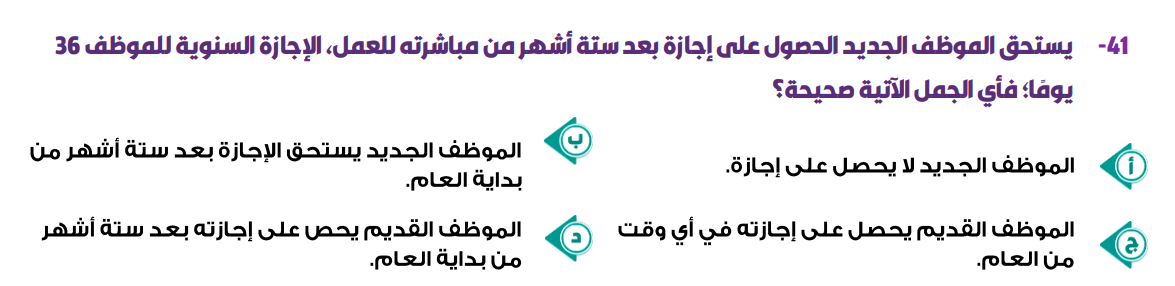 41- يستحق الموظف الجديد الحصول على إجازة بعد ستة أشهر من مباشرته للعمل، الإجازة السنوية للموظف 36
يومًا؛ فأي الجمل الآتية صحيحة؟
أ الموظف الجديد لا يحصل على إجازة.
ب الموظف الجديد يستحق الإجازة بعد ستة أشهر من
بداية العام.
ج الموظف القديم يحصل على إجازته في أي وقت
من العام.
د الموظف القديم يحص على إجازته بعد ستة أشهر
من بداية العام.